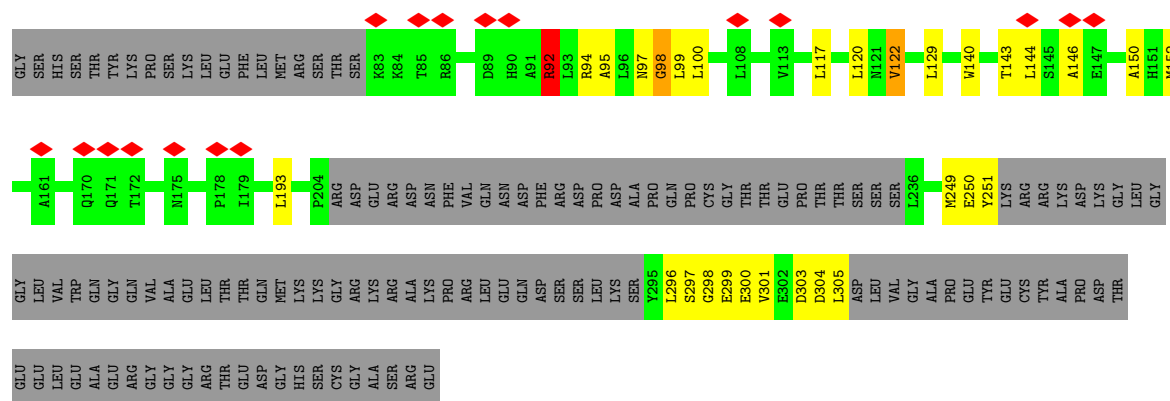 GLY SER HIS SER THR TYR LYS PRO SER LYS LEU GLU PHE LEU MET ARG SER THR SER K83 K84 T85 R86 D89 H90 A91 R92 L93 R94 A95 L96 N97 G98 L99 L100 L108 V113 L117 L120 N121 V122 L129 W140 T143 L144 S145 A146 E147 A150 H151 M152
A161 Q170 Q171 T172 N175 P178 I179 L193 P204 ARG ASP GLU ARG ASP ASN PHE VAL GLN ASN ASP PHE ARG ASP PRO ASP ALA PRO GLN PRO CYS GLY THR THR GLU PRO THR THR SER SER SER L236 M249 E250 Y251 LYS ARG ARG LYS ASP LYS GLY LEU GLY
GLY LEU VAL TRP GLN GLY GLN VAL ALA GLU LEU THR THR GLN MET LYS LYS GLY ARG LYS ARG ALA LYS PRO ARG LEU GLU GLN ASP SER SER LEU LYS SER Y295 L296 S297 G298 E299 E300 V301 E302 D303 D304 L305 ASP LEU VAL GLY ALA PRO GLU TYR GLU CYS TYR ALA PRO ASP THR
GLU GLU LEU GLU ALA GLU ARG GLY GLY GLY ARG THR GLU ASP GLY HIS SER CYS GLY ALA SER ARG GLU